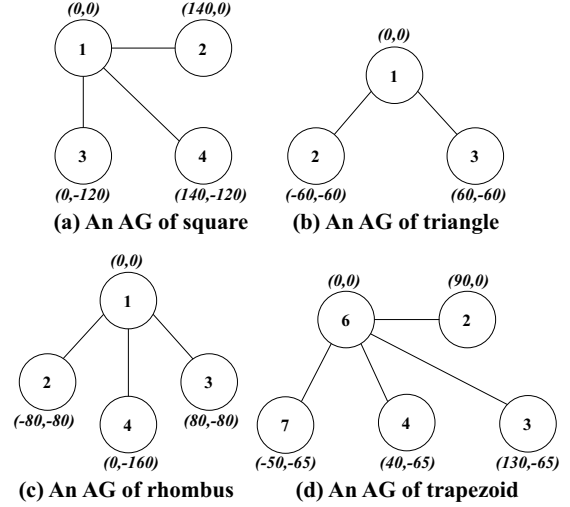 (0,0) (140,0)
1 2
3 4
(0,-120) (140,-120)
(a) An AG of square
(0,0)
1
2 3
(-60,-60) (60,-60)
(b) An AG of triangle
(0,0)
1
2 3
(-80,-80) (80,-80)
4
(0,-160)
(c) An AG of rhombus
(0,0) (90,0)
6 2
7 4 3
(-50,-65) (40,-65) (130,-65)
(d) An AG of trapezoid